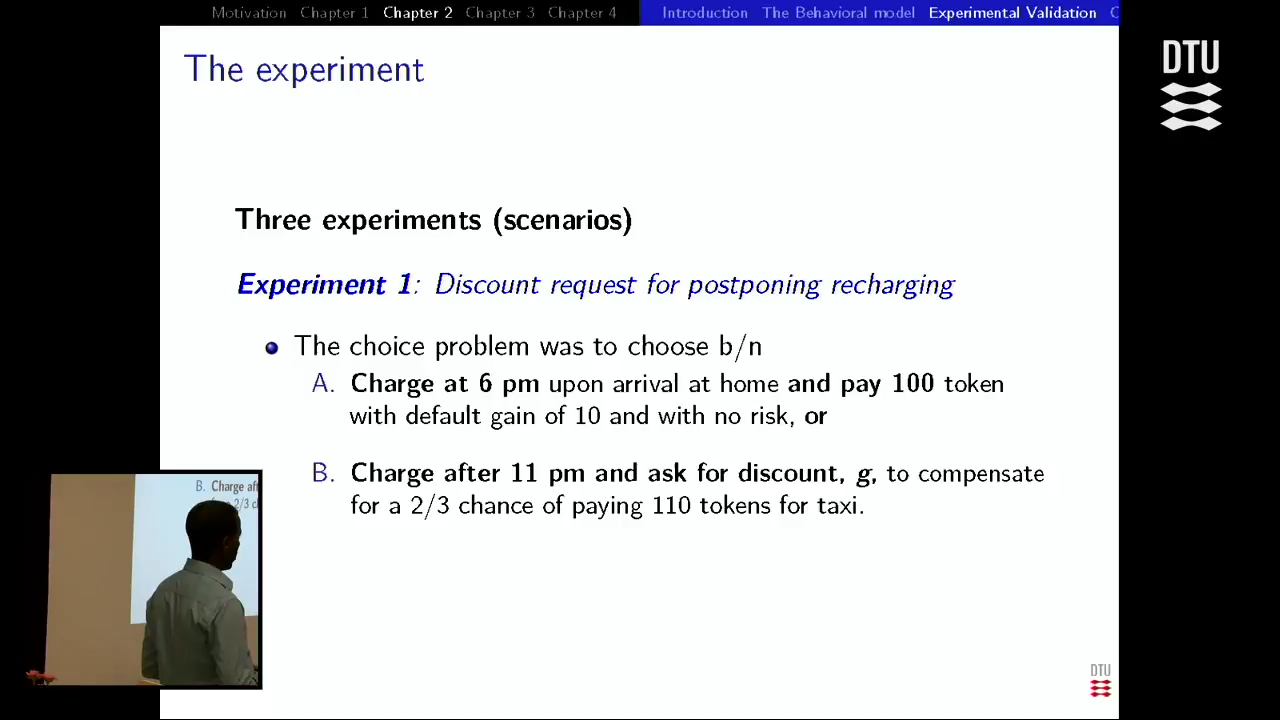 Motivation Chapter 1 Chapter 2 Chapter 3 Chapter 4 Introduction The Behavioral model Experimental Validation
The experiment
DTU
Three experiments (scenarios)
Experiment 1: Discount request for postponing recharging
The choice problem was to choose b/n
A. Charge at 6 pm upon arrival at home and pay 100 token
with default gain of 10 and with no risk, or
B. Charge after 11 pm and ask for discount, g, to compensate
for a 2/3 chance of paying 110 tokens for taxi.
B. Charge aft
2/3 c
DTU